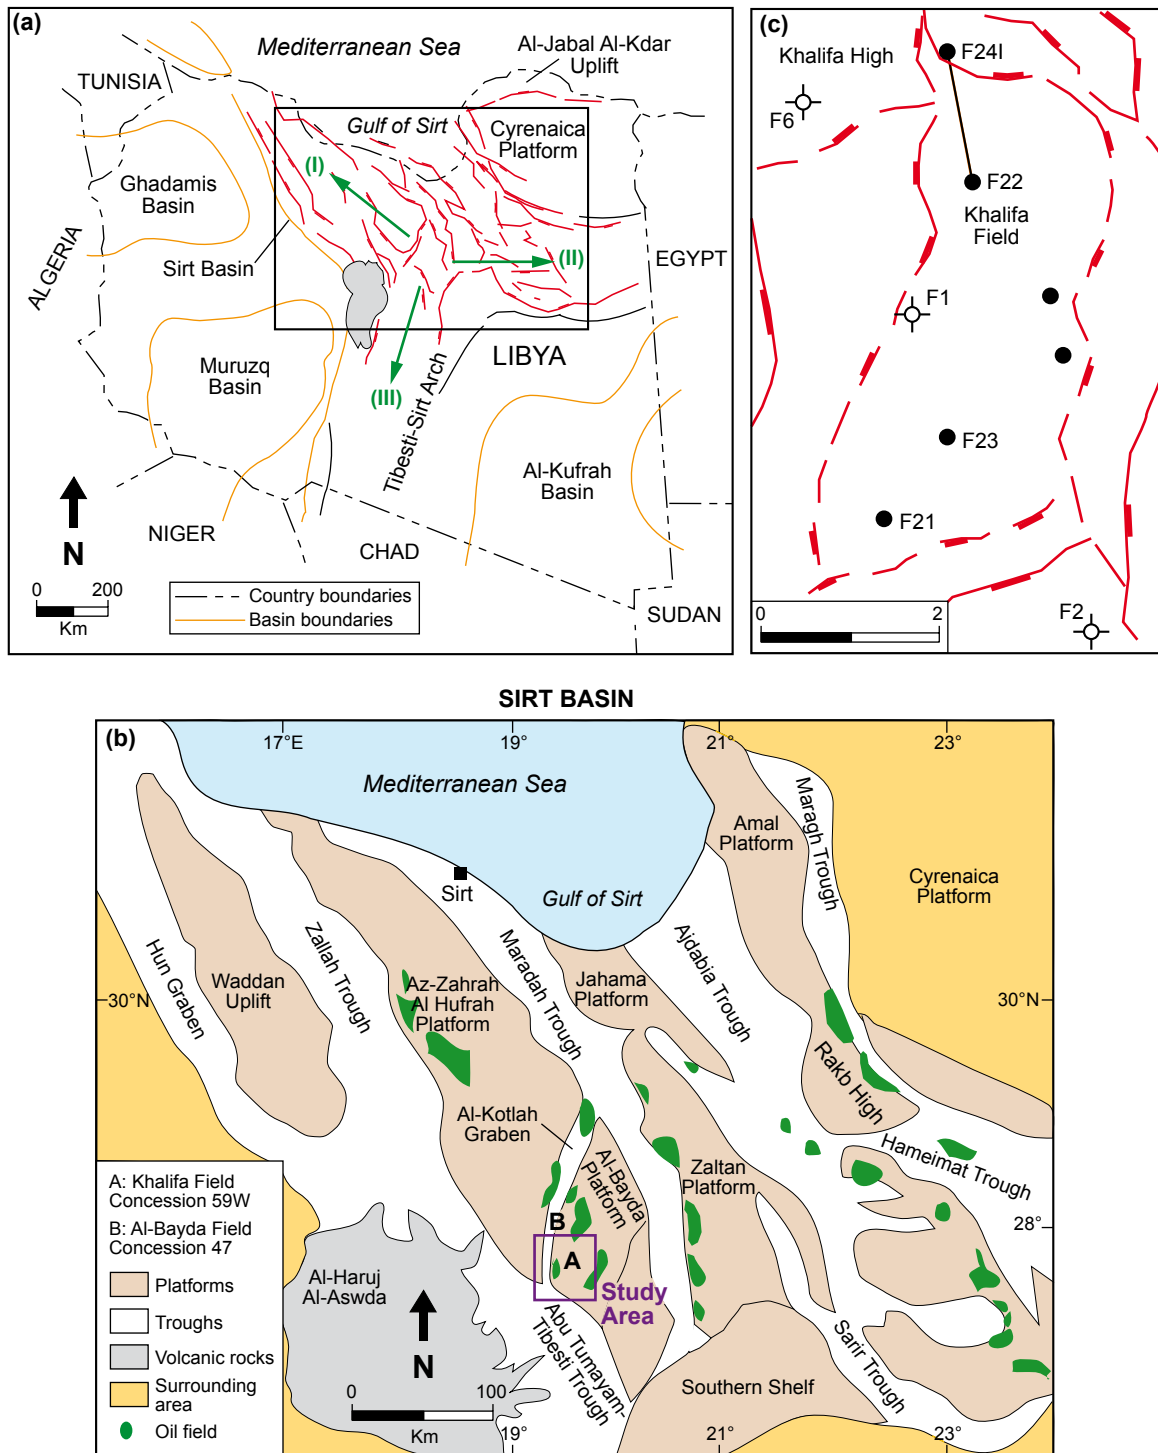 (a)
Mediterranean Sea
Al-Jabal Al-Kdar
Uplift
TUNISIA
Gulf of Sirt
Cyrenaica
Platform
(I)
Ghadamis
Basin
ALGERIA
Sirt Basin
(II)
EGYPT
Muruzq
Basin
LIBYA
(III)
Tibesti-Sirt Arch
Al-Kufrah
Basin
N
NIGER
CHAD
0 200
Km
Country boundaries
Basin boundaries
SUDAN
(c)
Khalifa High
F24I
F6
F22
Khalifa
Field
F1
F23
F21
F2
0 2
SIRT BASIN
(b)
17°E 19° 21° 23°
Mediterranean Sea
Amal
Platform
Maragh Trough
Sirt
Gulf of Sirt
Cyrenaica
Platform
Hun Graben
Waddan
Uplift
Zallah Trough
Az-Zahrah
Al Hufrah
Platform
Maradah Trough
Jahama
Platform
Ajdabia Trough
30°N
30°N
Rakb High
Al-Kotlah
Graben
Al-Bayda
Platform
Zaltan
Platform
Hameimat Trough
28°
B
A
Study
Area
A: Khalifa Field
Concession 59W
B: Al-Bayda Field
Concession 47
Platforms
Troughs
Volcanic rocks
Surrounding
area
Oil field
Al-Haruj
Al-Aswda
N
0 100
Km
Abu Tumayam-
Tibesti Trough
Southern Shelf
Sarir Trough
19° 21° 23°